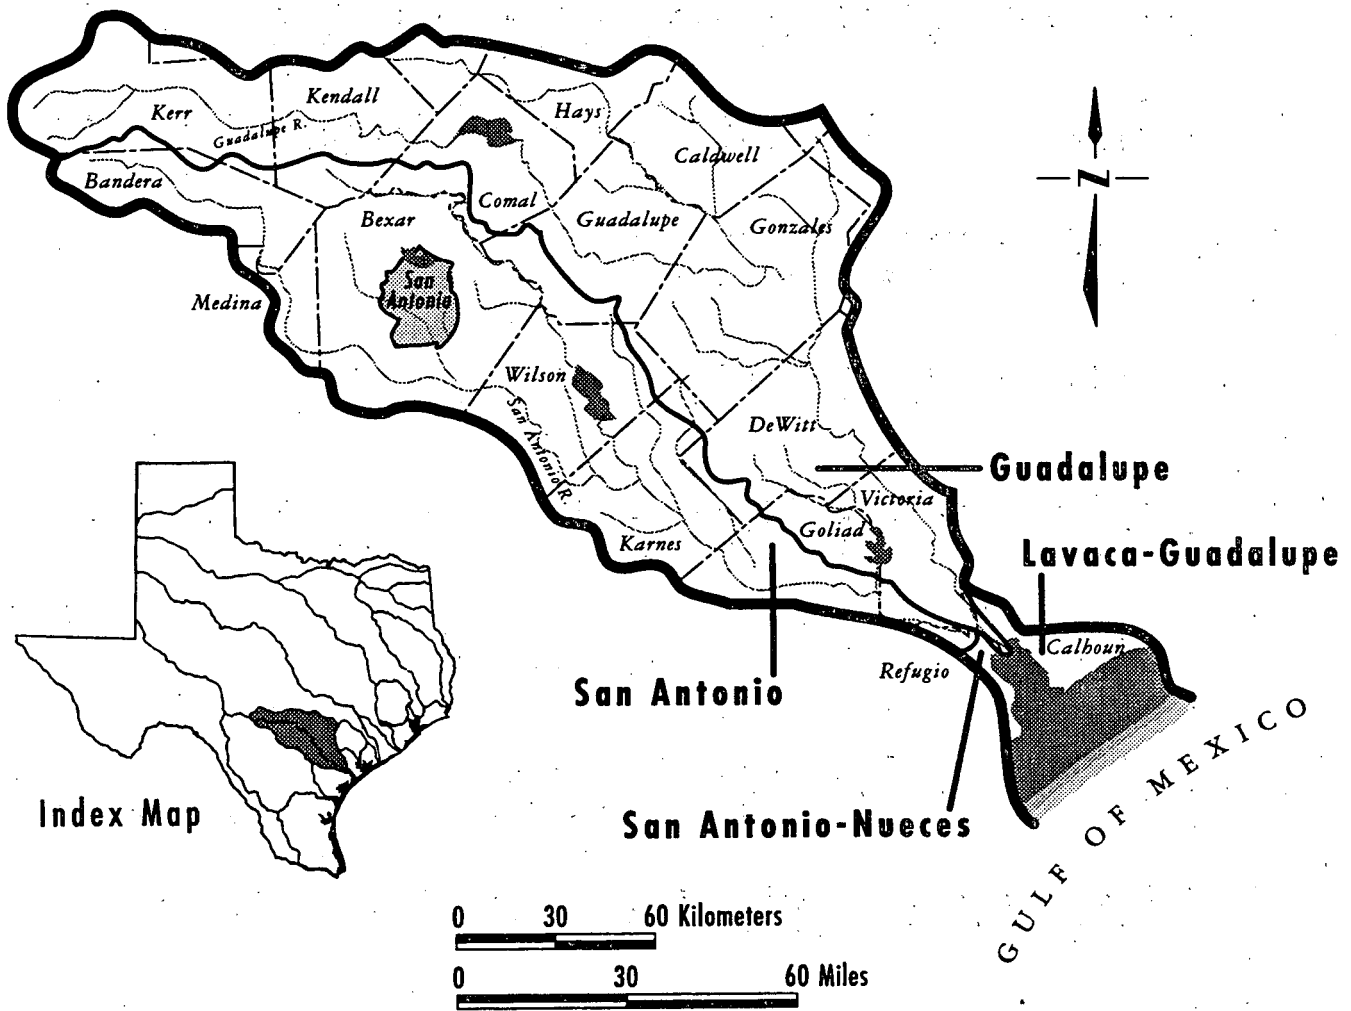 Kendall
Hays
Kerr
Guadalupe R.
Caldwell
Bandera
Comal
Bexar
Guadalupe
Gonzales
San
Antonio
Medina
N
Wilson
San Antonio R.
DeWitt
Guadalupe
Victoria
Goliad
Karnes
Lavaca-Guadalupe
Calhoun
Refugio
San Antonio
San Antonio-Nueces
GULF OF MEXICO
Index Map
0 30 60 Kilometers
0 30 60 Miles